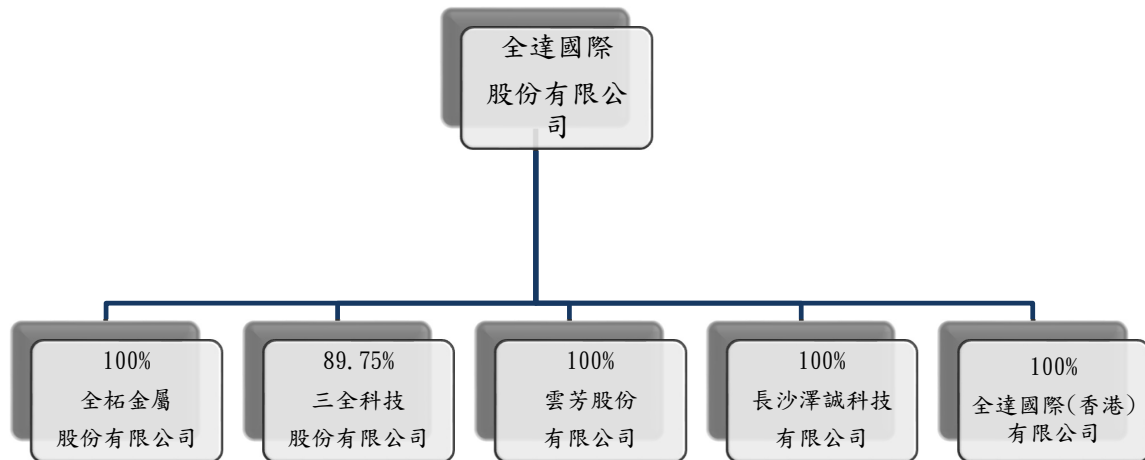 全達國際
股份有限公
司
100%
全柘金屬
股份有限公司
89.75%
三全科技
股份有限公司
100%
雲芳股份
有限公司
100%
長沙澤誠科技
有限公司
100%
全達國際(香港)
有限公司